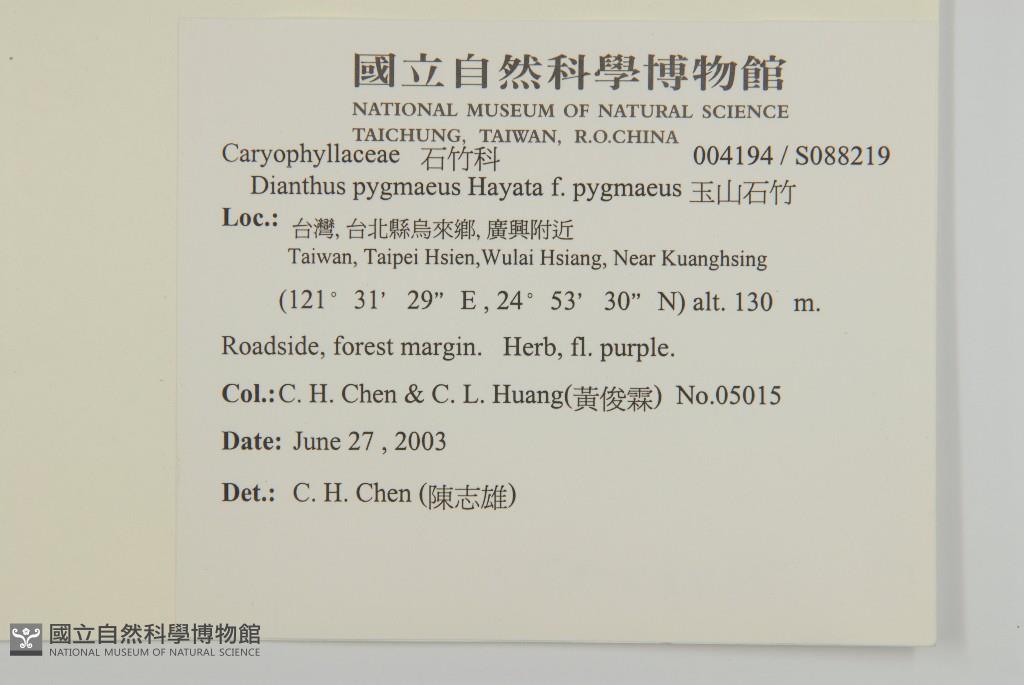 國立自然科學博物館
NATIONAL MUSEUM OF NATURAL SCIENCE
TAICHUNG, TAIWAN, R.O.CHINA
Caryophyllaceae 石竹科 004194 / S088219
Dianthus pygmaeus Hayata f. pygmaeus 玉山石竹
Loc.: 台灣, 台北縣烏來鄉, 廣興附近
Taiwan, Taipei Hsien,Wulai Hsiang, Near Kuanghsing
(121° 31’ 29” E , 24° 53’ 30” N) alt. 130 m.
Roadside, forest margin. Herb, fl. purple.
Col.: C. H. Chen & C. L. Huang(黃俊霖) No.05015
Date: June 27 , 2003
Det.: C. H. Chen (陳志雄)
國立自然科學博物館
NATIONAL MUSEUM OF NATURAL SCIENCE